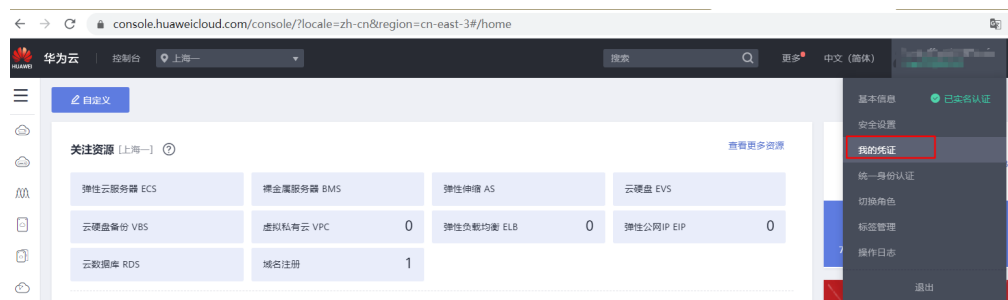 console.huaweicloud.com/console/?locale=zh-cn&region=cn-east-3#/home
HUAWEI 华为云 控制台 上海一 搜索 更多 中文 (简体)
自定义
基本信息 已实名认证
安全设置
关注资源 [上海一] ? 查看更多资源
我的凭证
统一身份认证
弹性云服务器 ECS 裸金属服务器 BMS 弹性伸缩 AS 云硬盘 EVS
切换角色
云硬盘备份 VBS 虚拟私有云 VPC 0 弹性负载均衡 ELB 0 弹性公网IP EIP 0
标签管理
操作日志
云数据库 RDS 域名注册 1
退出